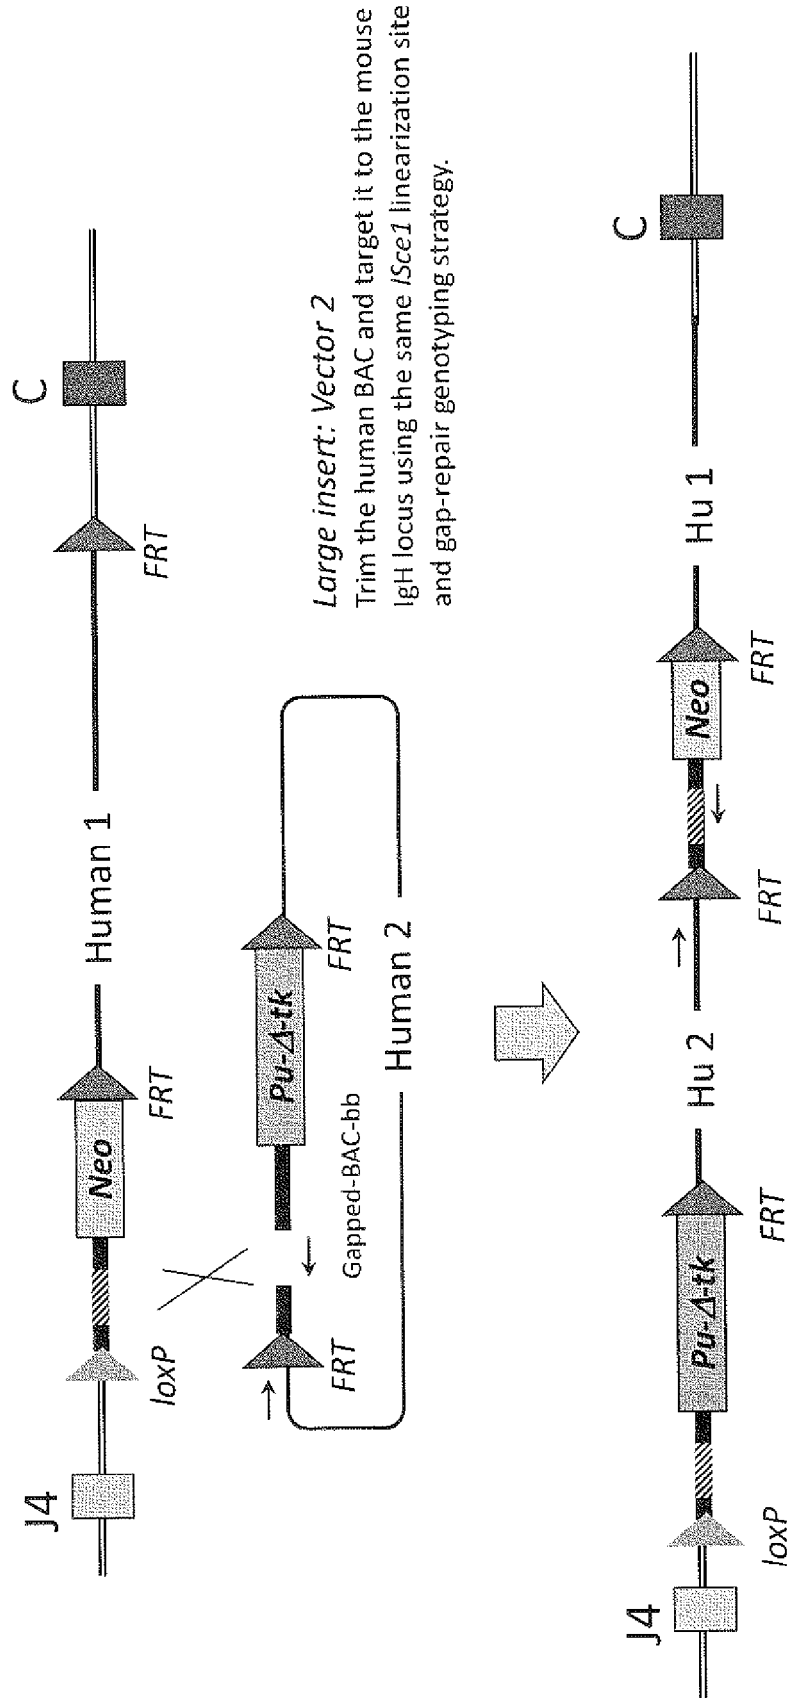 J4
loxP
Neo
FRT
Human 1
FRT
C
FRT
Pu-Δ-tk
FRT
Gapped-BAC-bb
Human 2
Large insert: Vector 2
Trim the human BAC and target it to the mouse
IgH locus using the same ISce1 linearization site
and gap-repair genotyping strategy.
J4
loxP
Pu-Δ-tk
FRT
Hu 2
FRT
Neo
FRT
Hu 1
C